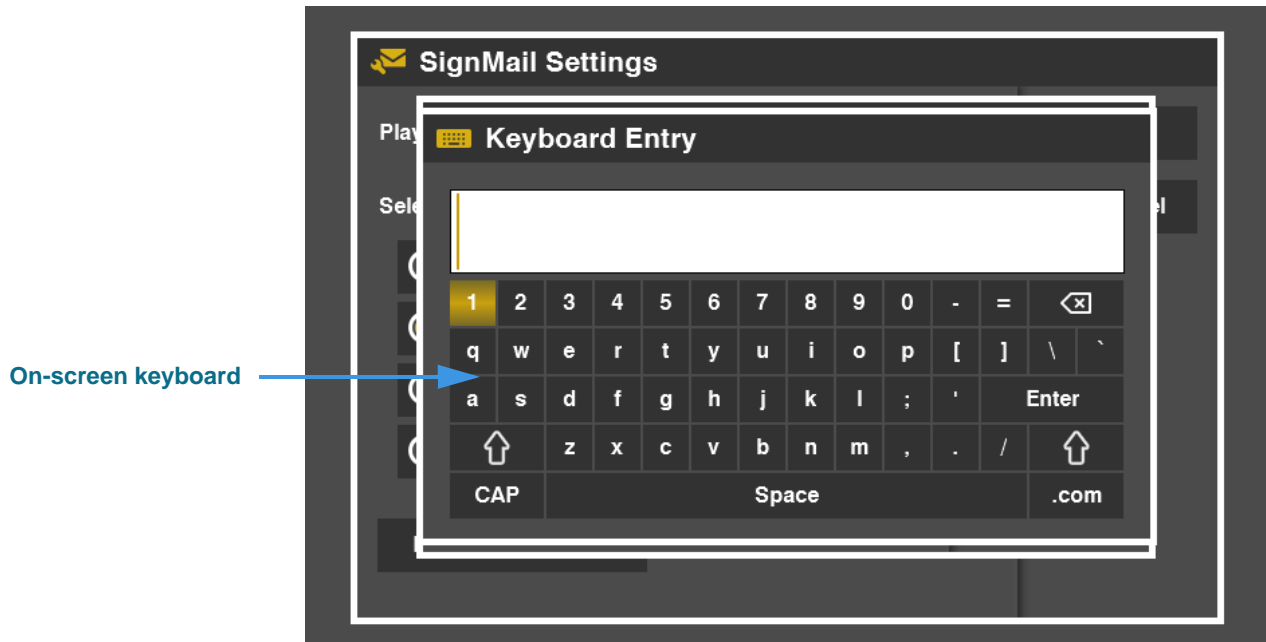 SignMail Settings
Play
Keyboard Entry
Sele
el
1 2 3 4 5 6 7 8 9 0 - =
q w e r t y u i o p [ ] \ `
On-screen keyboard
a s d f g h j k l ; ' Enter
z x c v b n m , . /
CAP Space .com